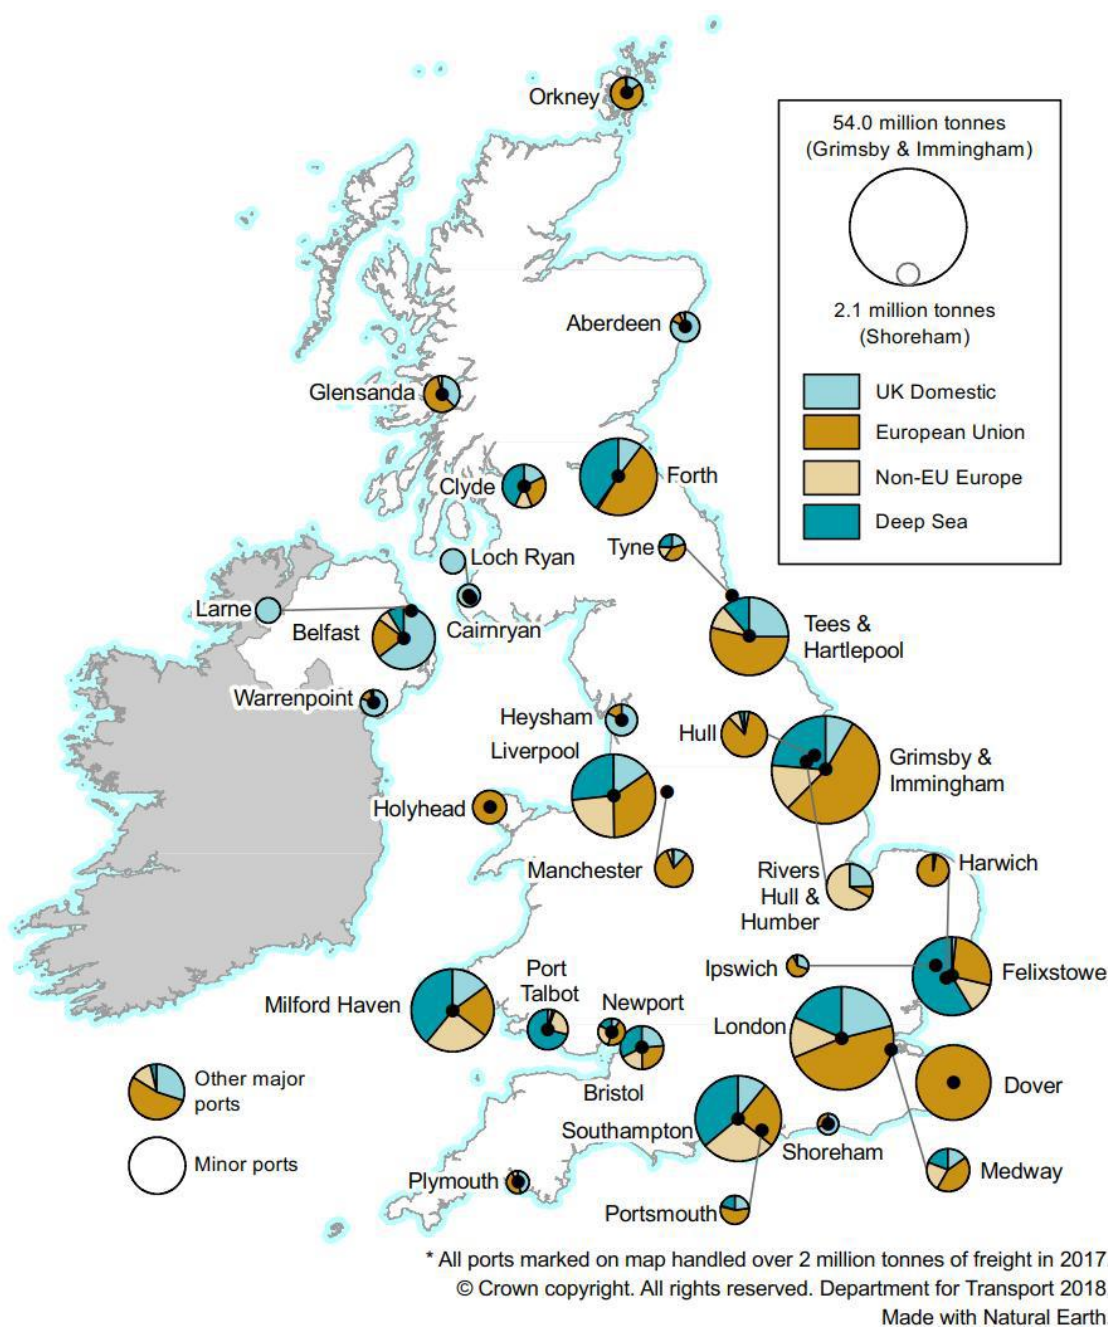 Orkney
54.0 million tonnes
(Grimsby & Immingham)
2.1 million tonnes
(Shoreham)
UK Domestic
European Union
Non-EU Europe
Deep Sea
Aberdeen
Glensanda
Clyde
Forth
Tyne
Loch Ryan
Larne
Belfast
Cairnryan
Tees &
Hartlepool
Warrenpoint
Heysham
Liverpool
Hull
Grimsby &
Immingham
Holyhead
Manchester
Rivers
Hull &
Humber
Harwich
Ipswich
Felixstowe
Milford Haven
Port
Talbot
Newport
London
Bristol
Dover
Other major
ports
Minor ports
Southampton
Shoreham
Medway
Plymouth
Portsmouth
* All ports marked on map handled over 2 million tonnes of freight in 2017.
© Crown copyright. All rights reserved. Department for Transport 2018
Made with Natural Earth.